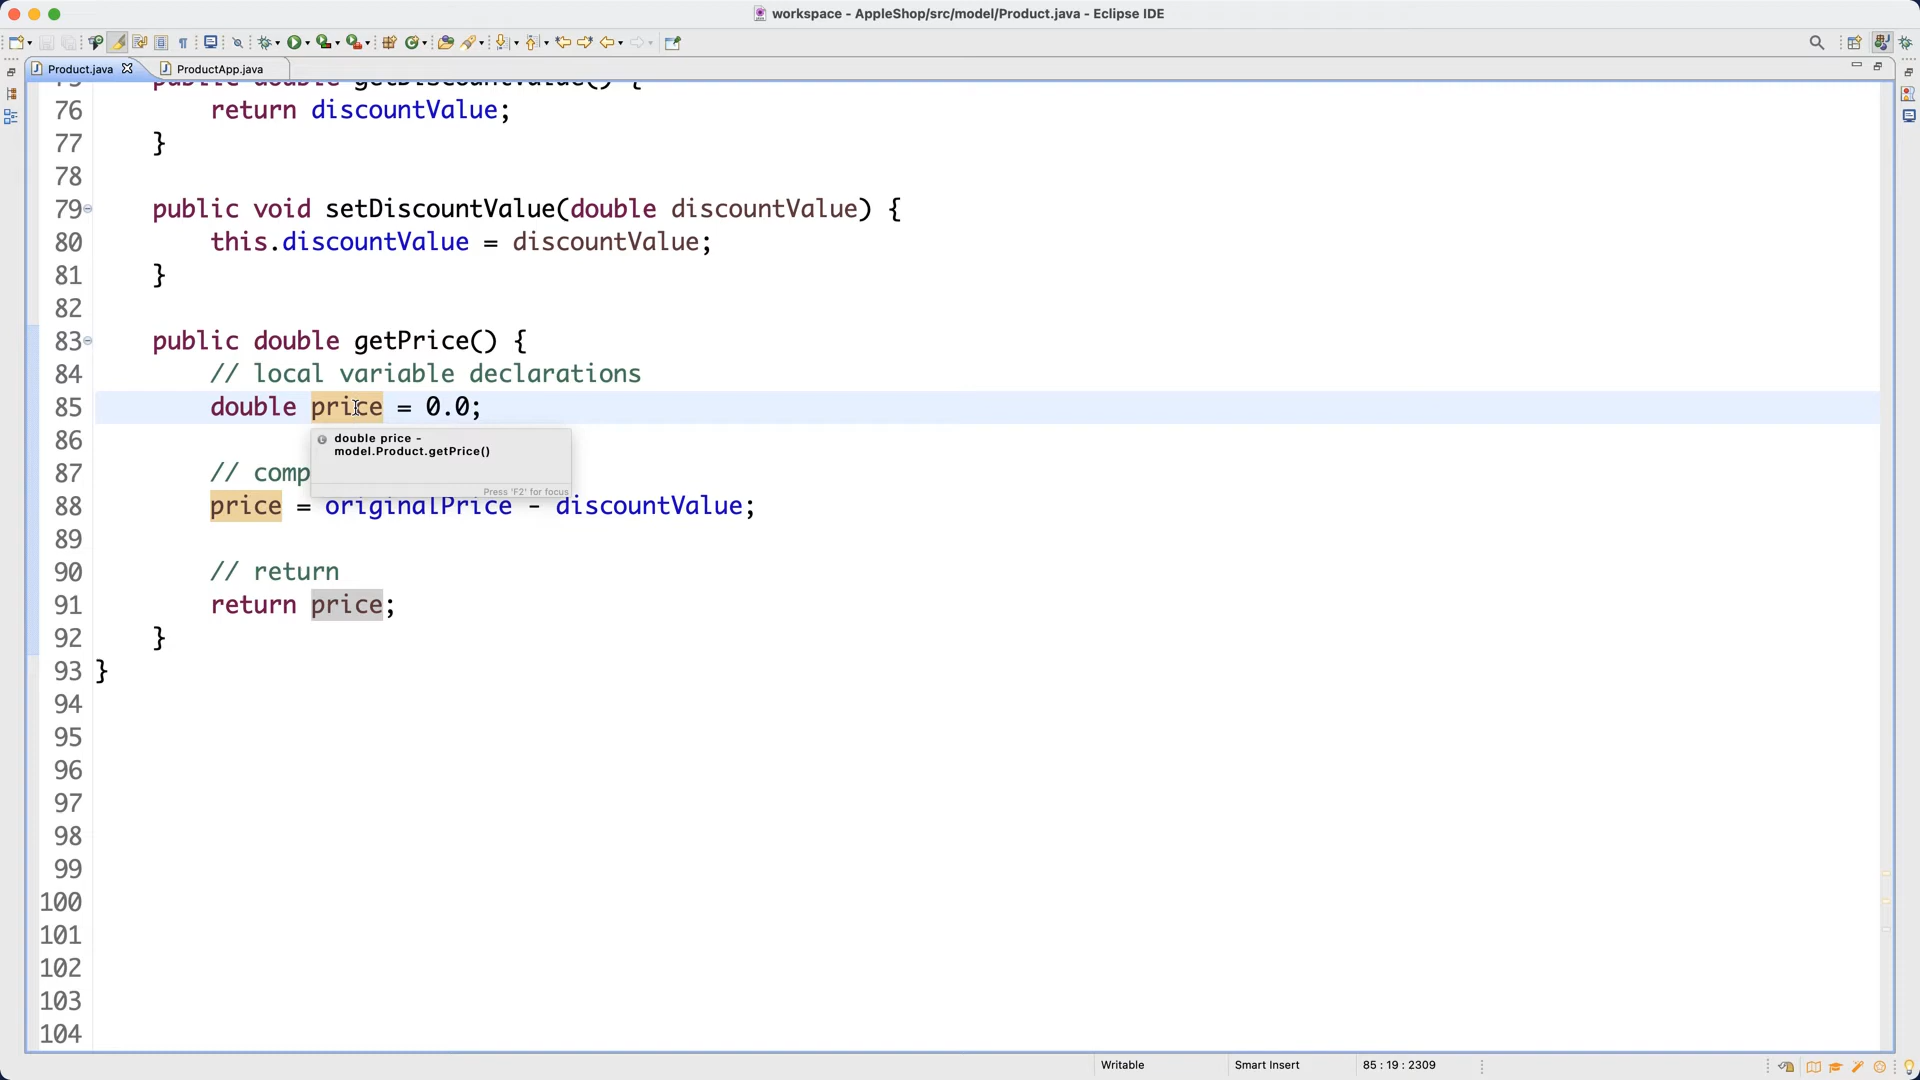 workspace - AppleShop/src/model/Product.java - Eclipse IDE
Product.java
ProductApp.java
75 public double getDiscountValue() {
76 return discountValue;
77 }
78
79 public void setDiscountValue(double discountValue) {
80 this.discountValue = discountValue;
81 }
82
83 public double getPrice() {
84 // local variable declarations
85 double price = 0.0;
86
double price -
model.Product.getPrice()
87 // comp
Press 'F2' for focus
88 price = originalPrice - discountValue;
89
90 // return
91 return price;
92 }
93 }
94
95
96
97
98
99
100
101
102
103
104
Writable
Smart Insert
85 : 19 : 2309